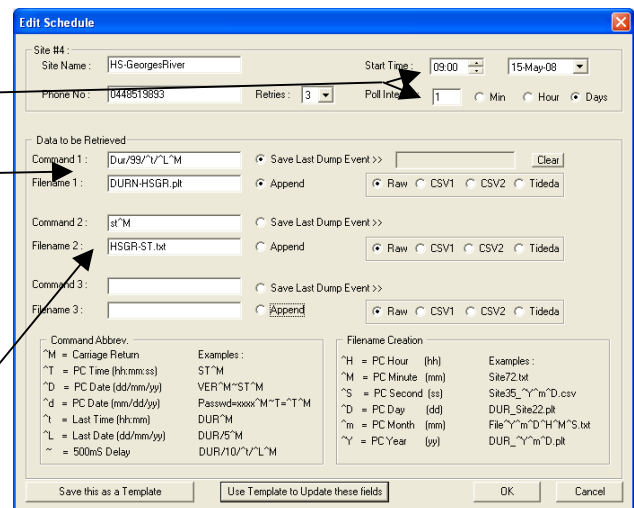 Edit Schedule
Site #4 :
Site Name : HS-GeorgesRiver Start Time : 09:00 15-May-08
Phone No : 0448519893 Retries : 3 Poll Inte 1 Min Hour Days
Data to be Retrieved
Command 1 : Dur/99/^t/^L^M Save Last Dump Event >> Clear
Filename 1 : DURN-HSGR.plt Append Raw CSV1 CSV2 Tideda
Command 2 : st^M Save Last Dump Event >>
Filename 2 : HSGR-ST.txt Append Raw CSV1 CSV2 Tideda
Command 3 : Save Last Dump Event >>
Filename 3 : Append Raw CSV1 CSV2 Tideda
Command Abbrev. Filename Creation
^M = Carriage Return Examples : ^H = PC Hour (hh) Examples :
^T = PC Time (hh:mm:ss) ST^M ^M = PC Minute (mm) Site72.txt
^D = PC Date (dd/mm/yy) VER^M~ST^M ^S = PC Second (ss) Site35_^Y^m^D.csv
^d = PC Date (mm/dd/yy) Passwd=xxxx^M~T=^T^M ^D = PC Day (dd) DUR_Site22.plt
^t = Last Time (hh:mm) DUR^M ^m = PC Month (mm) File^Y^m^D^H^M^S.txt
^L = Last Date (dd/mm/yy) DUR/5^M ^Y = PC Year (yy) DUR_^Y^m^D.plt
~ = 500mS Delay DUR/10/^t/^L^M
Save this as a Template Use Template to Update these fields OK Cancel